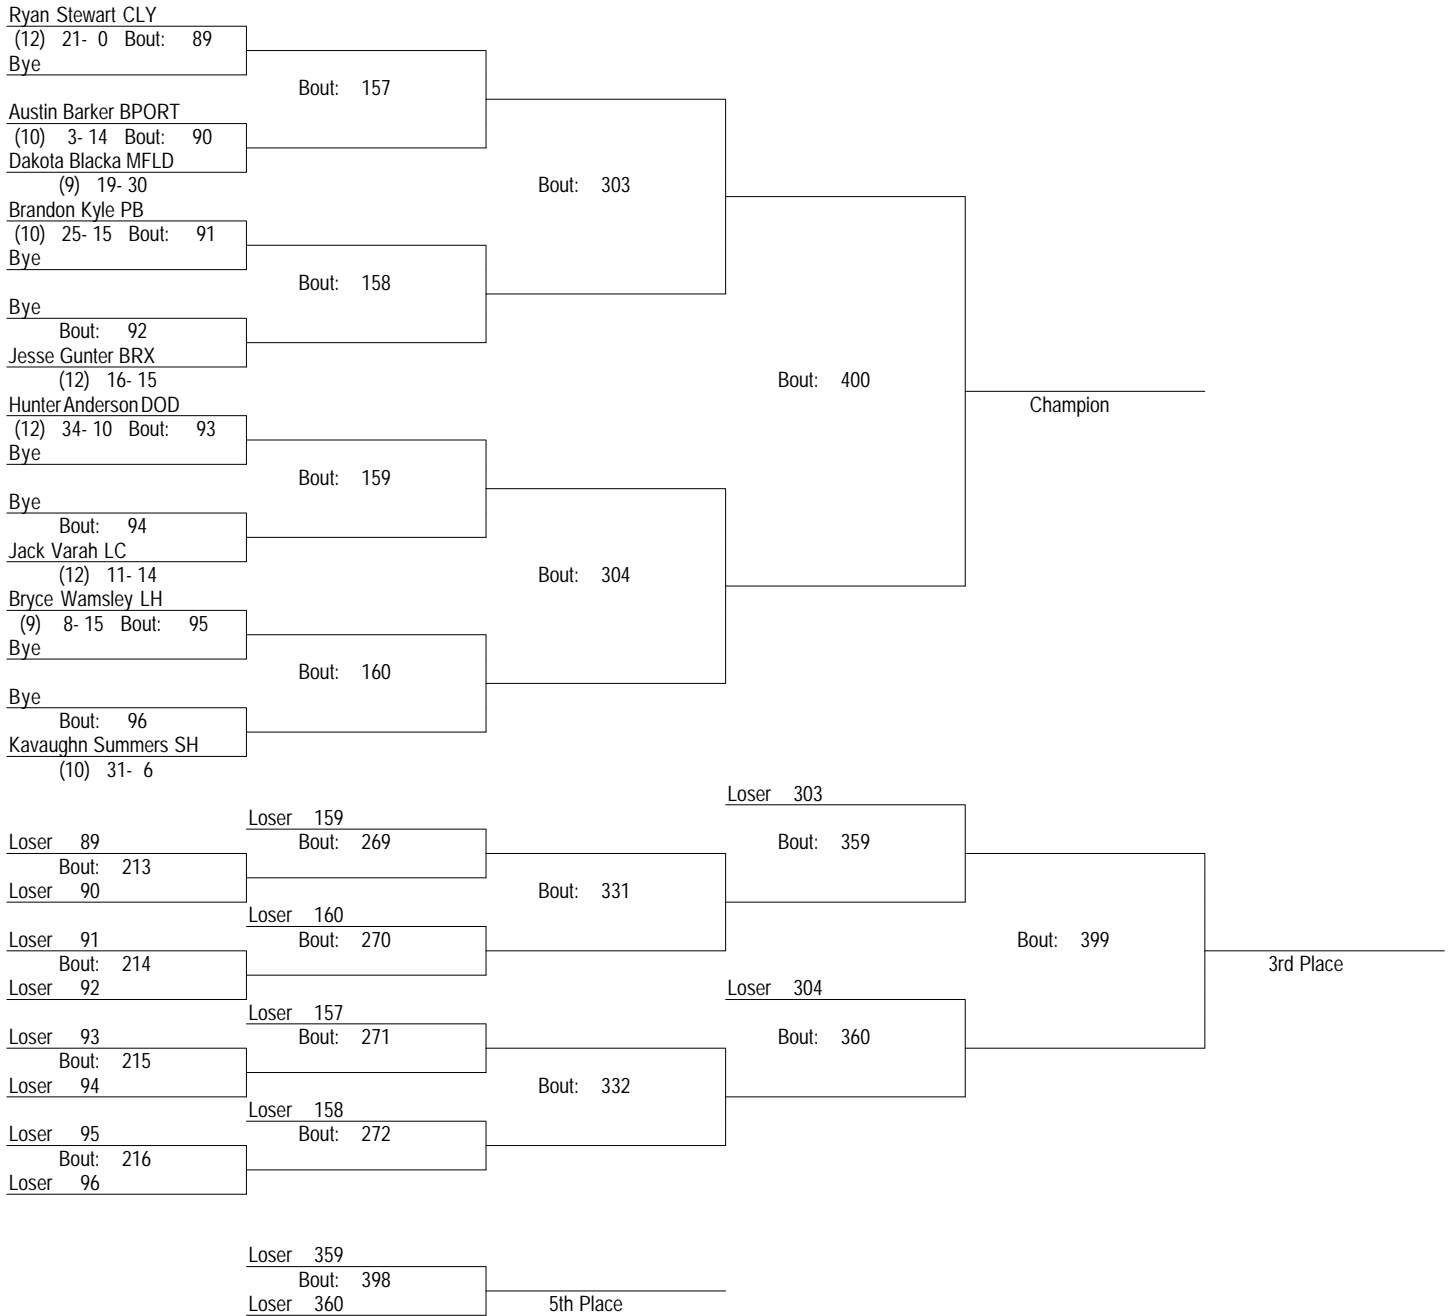 Ryan Stewart CLY
(12) 21- 0 Bout: 89
Bye
Bout: 157
Austin Barker BPORT
(10) 3- 14 Bout: 90
Dakota Blacka MFLD
(9) 19- 30
Bout: 303
Brandon Kyle PB
(10) 25- 15 Bout: 91
Bye
Bout: 158
Bye
Bout: 92
Jesse Gunter BRX
(12) 16- 15
Bout: 400
Champion
Hunter Anderson DOD
(12) 34- 10 Bout: 93
Bye
Bout: 159
Bye
Bout: 94
Jack Varah LC
(12) 11- 14
Bout: 304
Bryce Wamsley LH
(9) 8- 15 Bout: 95
Bye
Bout: 160
Bye
Bout: 96
Kavaughn Summers SH
(10) 31- 6
Loser 303
Loser 159
Loser 89
Bout: 269
Bout: 359
Bout: 213
Loser 90
Bout: 331
Loser 160
Loser 91
Bout: 270
Bout: 399
Bout: 214
3rd Place
Loser 92
Loser 304
Loser 157
Loser 93
Bout: 271
Bout: 360
Bout: 215
Loser 94
Bout: 332
Loser 158
Loser 95
Bout: 272
Bout: 216
Loser 96
Loser 359
Bout: 398
Loser 360
5th Place